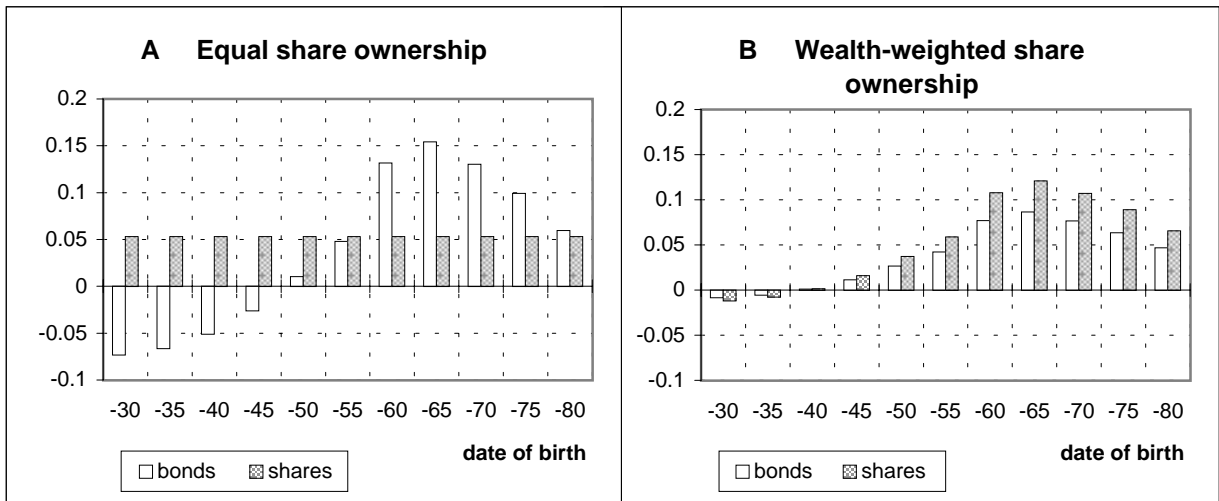 A Equal share ownership
0.2
0.15
0.1
0.05
0
-0.05
-0.1
-30 -35 -40 -45 -50 -55 -60 -65 -70 -75 -80
date of birth
bonds shares
B Wealth-weighted share
ownership
0.2
0.15
0.1
0.05
0
-0.05
-0.1
-30 -35 -40 -45 -50 -55 -60 -65 -70 -75 -80
date of birth
bonds shares